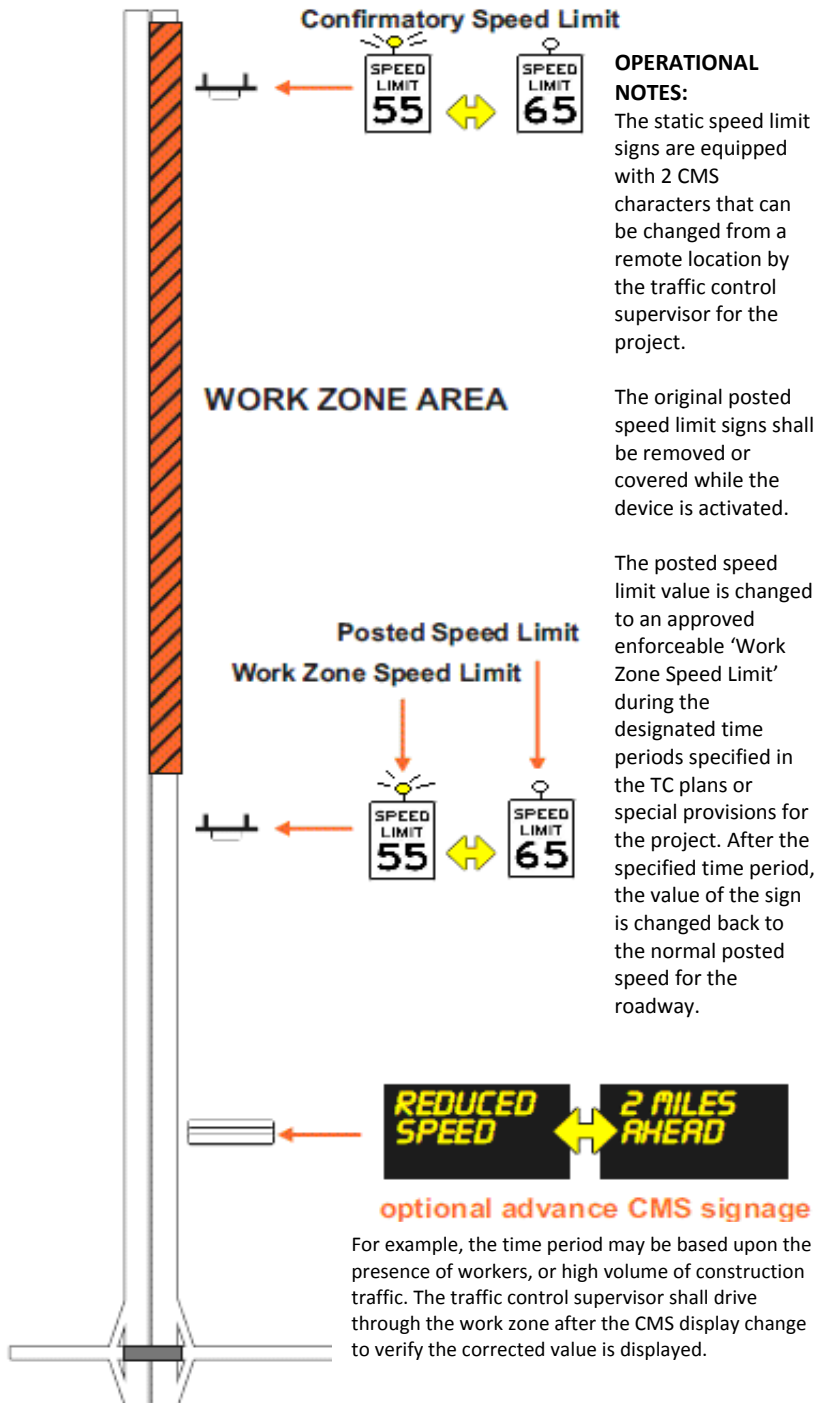 Confirmatory Speed Limit
SPEED
LIMIT
55
SPEED
LIMIT
65
OPERATIONAL
NOTES:
The static speed limit
signs are equipped
with 2 CMS
characters that can
be changed from a
remote location by
the traffic control
supervisor for the
project.
WORK ZONE AREA
The original posted
speed limit signs shall
be removed or
covered while the
device is activated.
The posted speed
limit value is changed
to an approved
enforceable ‘Work
Zone Speed Limit’
during the
designated time
periods specified in
the TC plans or
special provisions for
the project. After the
specified time period,
the value of the sign
is changed back to
the normal posted
speed for the
roadway.
Posted Speed Limit
Work Zone Speed Limit
SPEED
LIMIT
55
SPEED
LIMIT
65
REDUCED
SPEED
2 MILES
AHEAD
optional advance CMS signage
For example, the time period may be based upon the
presence of workers, or high volume of construction
traffic. The traffic control supervisor shall drive
through the work zone after the CMS display change
to verify the corrected value is displayed.